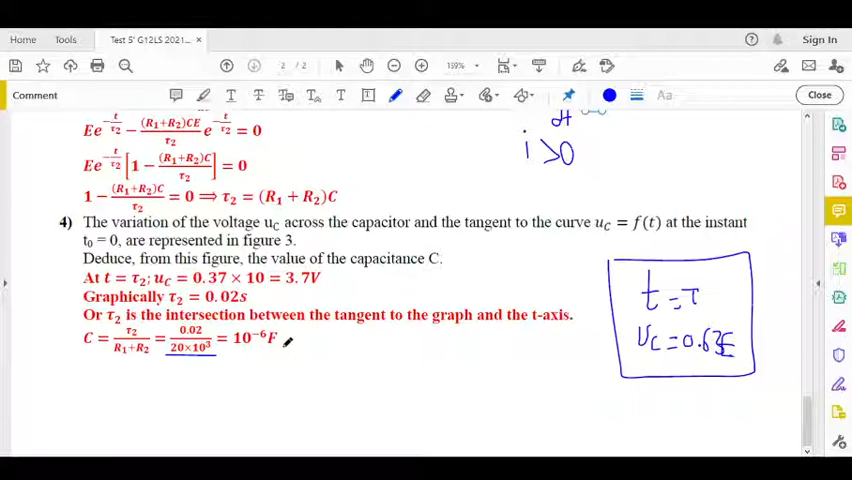 Home Tools Test 5' G12LS 2021... × Sign In
2 / 2 159%
Comment Aa Close
Ee^{-t/τ2} − (R1+R2)CE/τ2 e^{-t/τ2} = 0
Ee^{-t/τ2} [1 − (R1+R2)C/τ2] = 0
1 − (R1+R2)C/τ2 = 0 ⟹ τ2 = (R1 + R2)C
dt
i >0
4) The variation of the voltage uC across the capacitor and the tangent to the curve uC = f(t) at the instant
t0 = 0, are represented in figure 3.
Deduce, from this figure, the value of the capacitance C.
At t = τ2; uC = 0.37 × 10 = 3.7V
Graphically τ2 = 0.02s
Or τ2 is the intersection between the tangent to the graph and the t-axis.
C = τ2/(R1+R2) = 0.02/(20×10³) = 10⁻⁶F
t = τ
uC = 0.63E